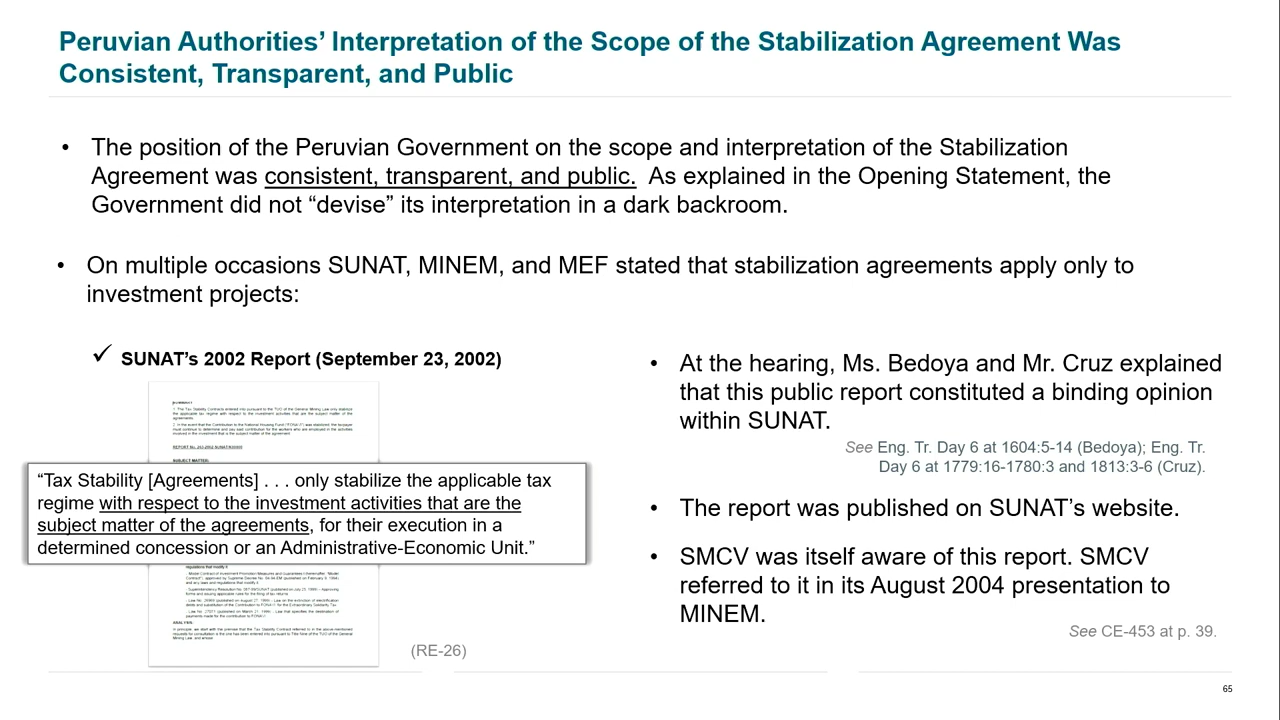 Peruvian Authorities’ Interpretation of the Scope of the Stabilization Agreement Was
Consistent, Transparent, and Public
• The position of the Peruvian Government on the scope and interpretation of the Stabilization
Agreement was consistent, transparent, and public. As explained in the Opening Statement, the
Government did not “devise” its interpretation in a dark backroom.
• On multiple occasions SUNAT, MINEM, and MEF stated that stabilization agreements apply only to
investment projects:
✓ SUNAT’s 2002 Report (September 23, 2002)
SUBJECT MATTER:
“Tax Stability [Agreements] . . . only stabilize the applicable tax
regime with respect to the investment activities that are the
subject matter of the agreements, for their execution in a
determined concession or an Administrative-Economic Unit.”
regulations that modify it
ANALYSIS:
(RE-26)
• At the hearing, Ms. Bedoya and Mr. Cruz explained
that this public report constituted a binding opinion
within SUNAT.
See Eng. Tr. Day 6 at 1604:5-14 (Bedoya); Eng. Tr.
Day 6 at 1779:16-1780:3 and 1813:3-6 (Cruz).
• The report was published on SUNAT’s website.
• SMCV was itself aware of this report. SMCV
referred to it in its August 2004 presentation to
MINEM.
See CE-453 at p. 39.
65